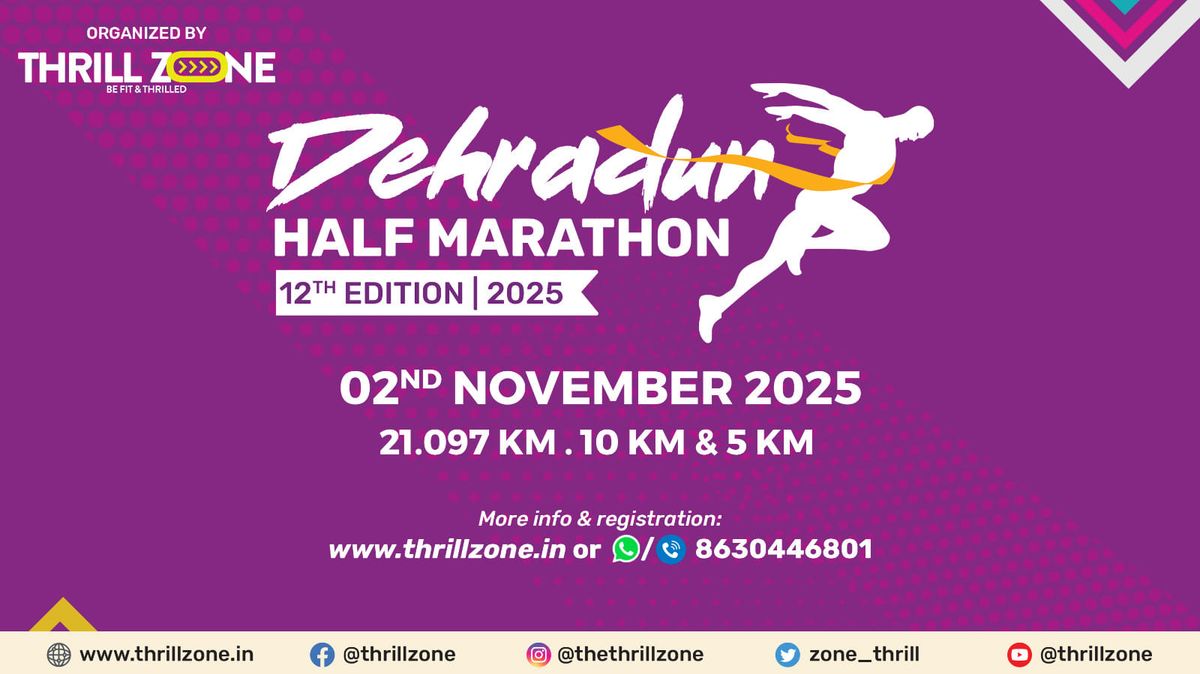 ORGANIZED BY
THRILL ZONE
BE FIT & THRILLED
Dehradun
HALF MARATHON
12TH EDITION | 2025
02ND NOVEMBER 2025
21.097 KM . 10 KM & 5 KM
More info & registration:
www.thrillzone.in or / 8630446801
www.thrillzone.in @thrillzone @thethrillzone zone_thrill @thrillzone